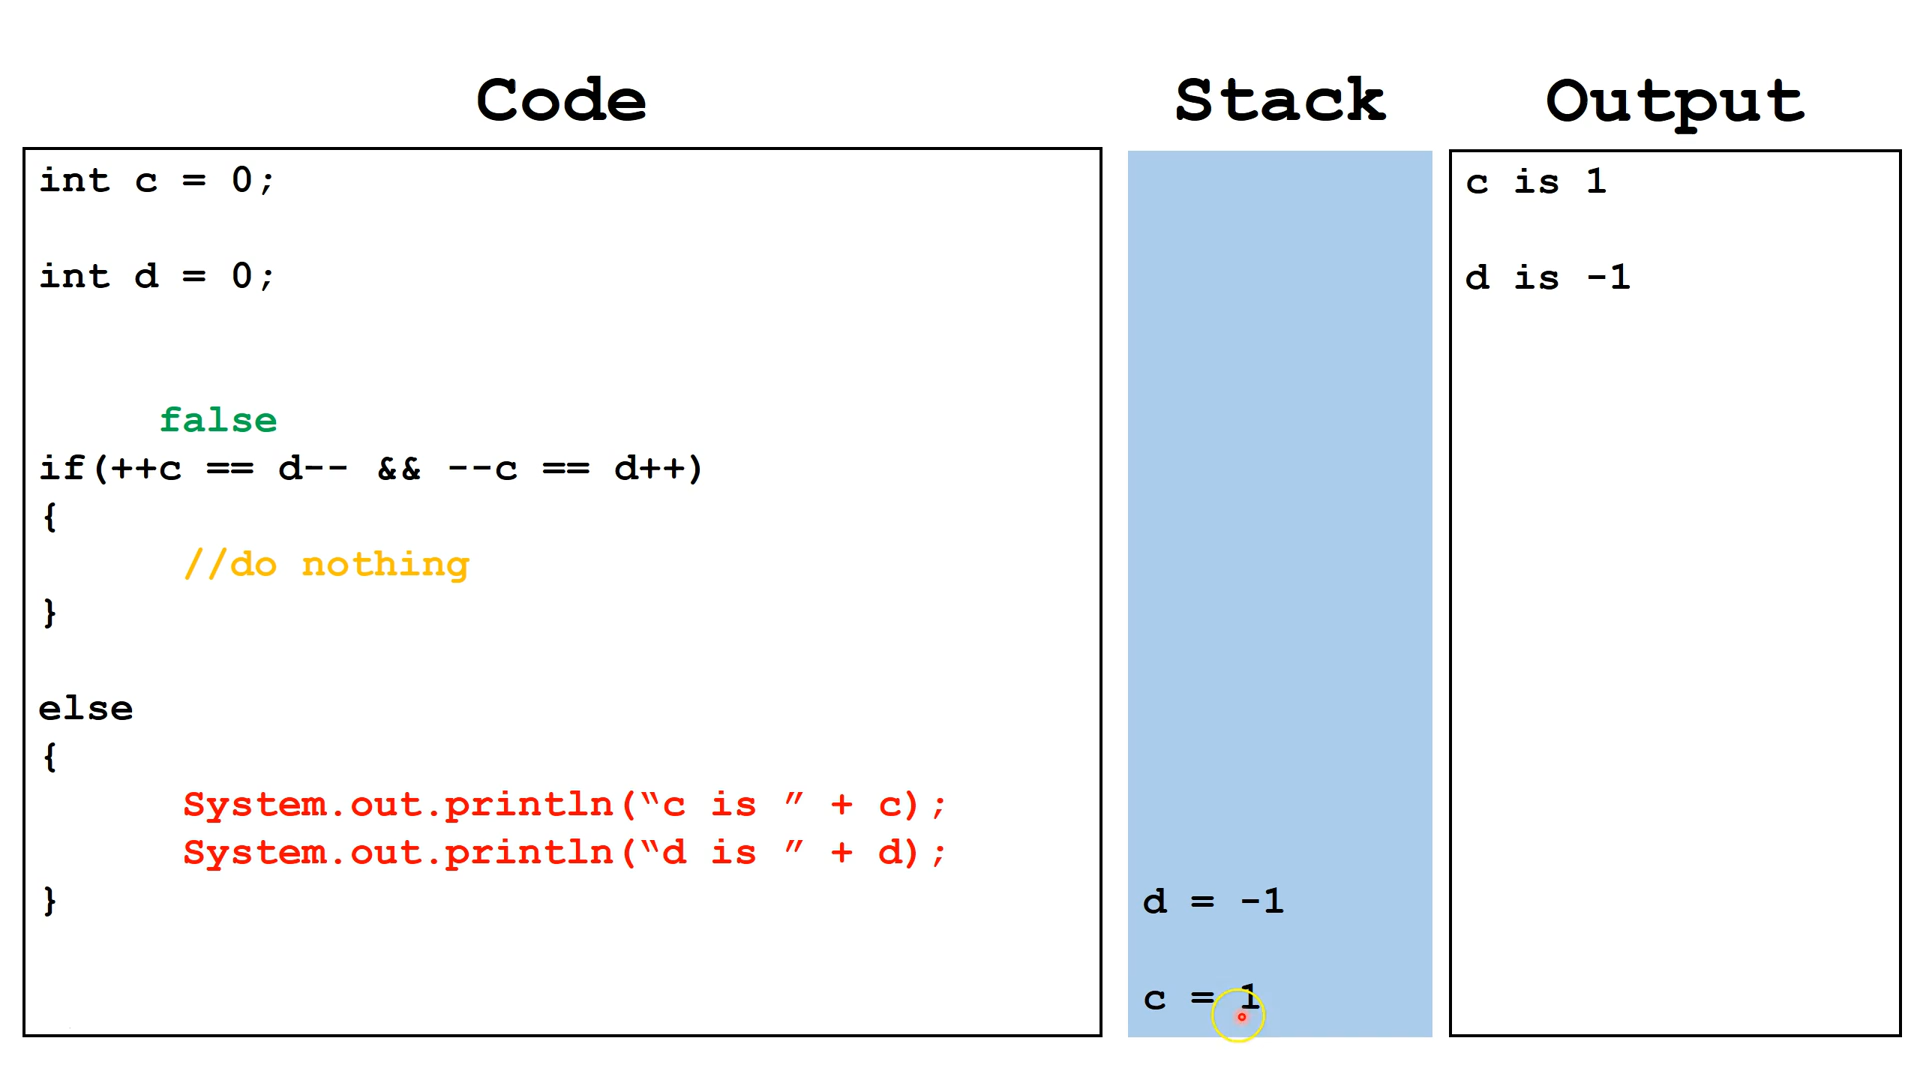 Code
int c = 0;
int d = 0;
false
if(++c == d-- && --c == d++)
{
//do nothing
}
else
{
System.out.println(“c is ” + c);
System.out.println(“d is ” + d);
}
Stack
d = -1
c = 1
Output
c is 1
d is -1